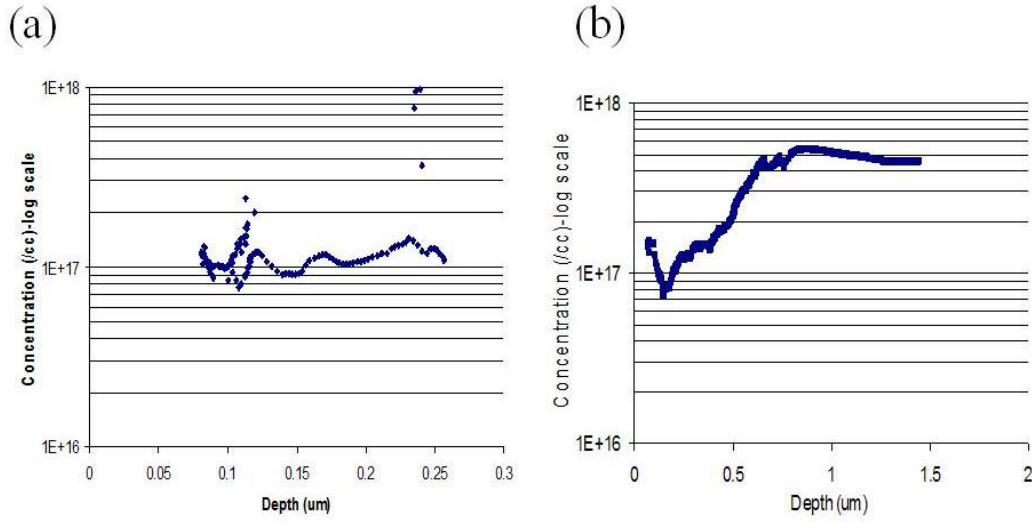 (a)
(b)
Concentration (/cc)-log scale
1E+18
1E+17
1E+16
0
0.05
0.1
0.15
0.2
0.25
0.3
Depth (um)
Concentration (/cc)-log scale
1E+18
1E+17
1E+16
0
0.5
1
1.5
2
Depth (um)